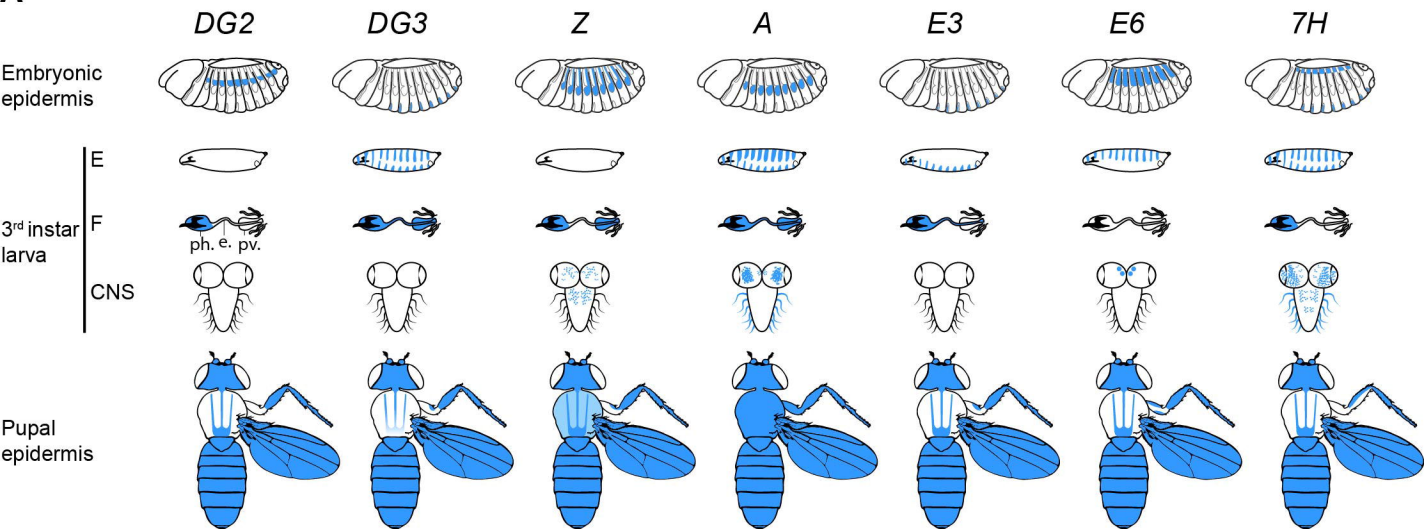 DG2 DG3 Z A E3 E6 7H
Embryonic
epidermis
E
3rd instar
larva
F
ph. e. pv.
CNS
Pupal
epidermis